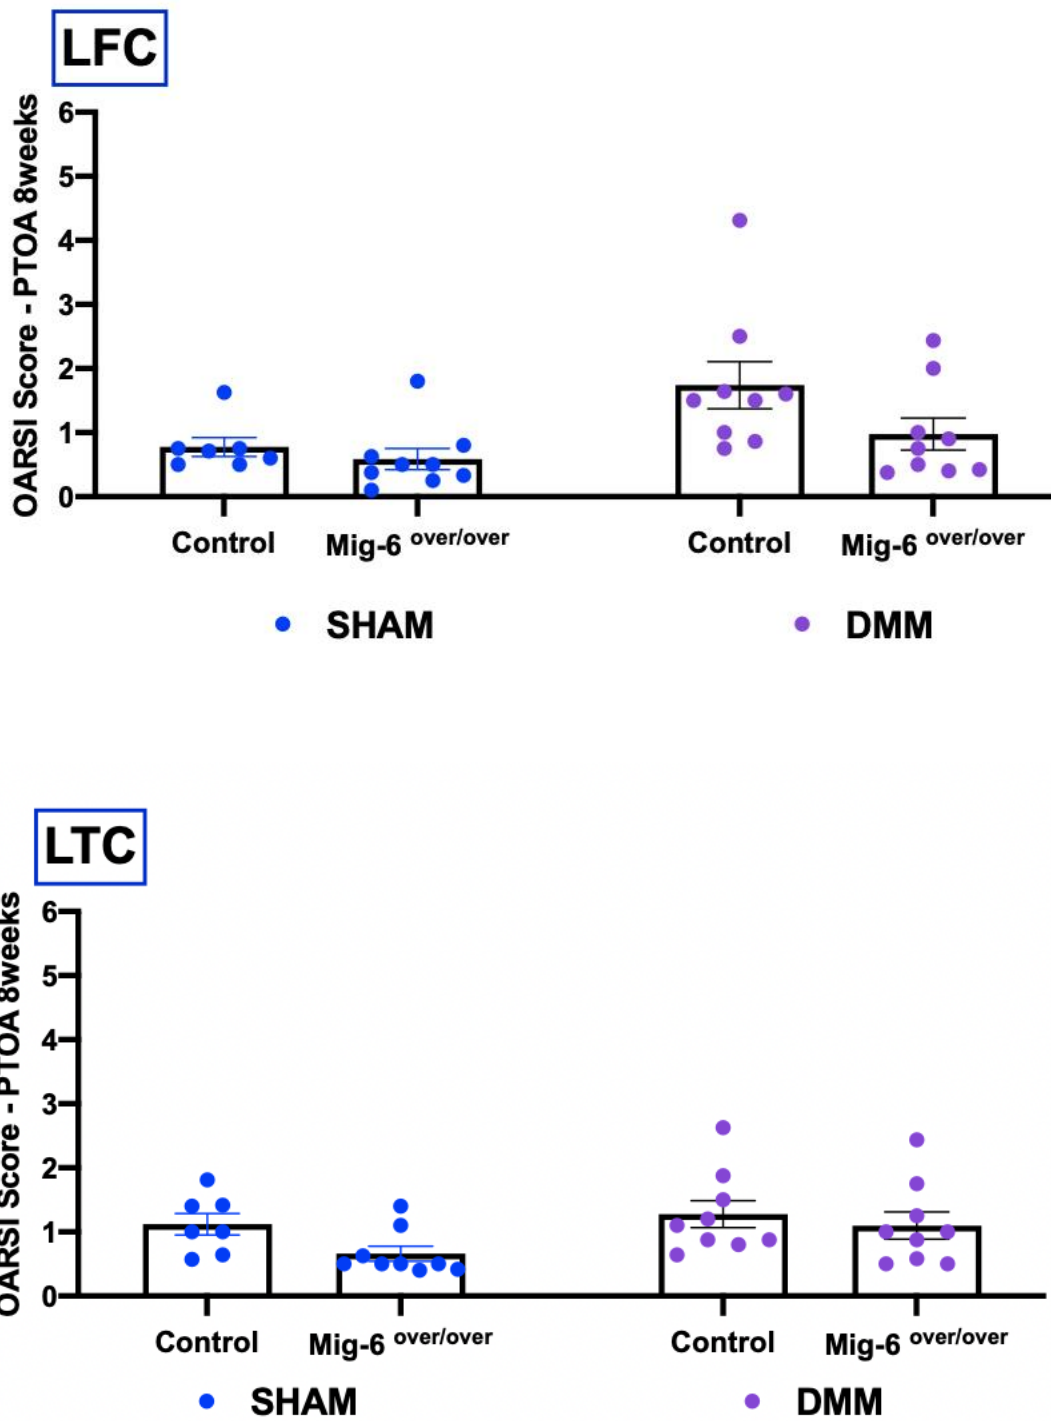 LFC
OARSI Score - PTOA 8weeks
6
5
4
3
2
1
0
Control Mig-6 over/over Control Mig-6 over/over
SHAM DMM
LTC
OARSI Score - PTOA 8weeks
6
5
4
3
2
1
0
Control Mig-6 over/over Control Mig-6 over/over
SHAM DMM